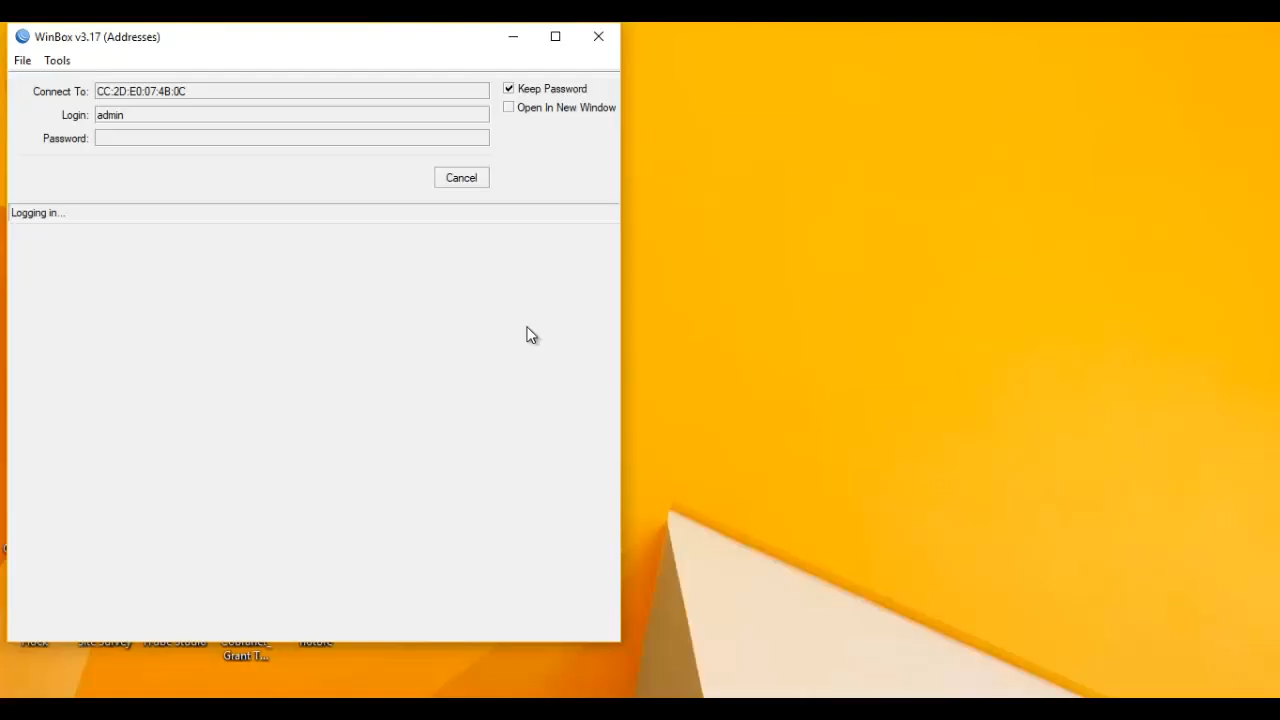 WinBox v3.17 (Addresses)
File Tools
Connect To: CC:2D:E0:07:4B:0C
Keep Password
Open In New Window
Login: admin
Password:
Cancel
Logging in...
Grant T...